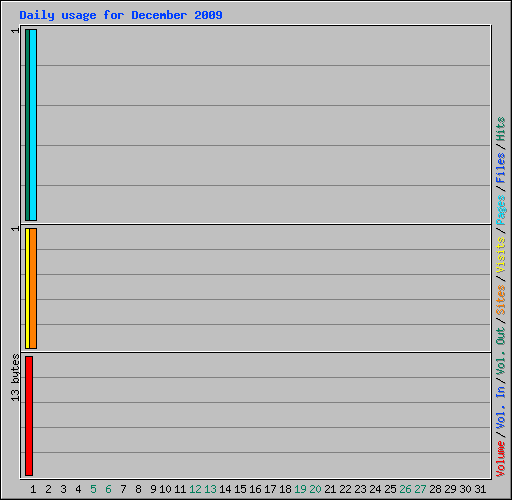 Daily usage for December 2009
1
1
13 bytes
1 2 3 4 5 6 7 8 9 10 11 12 13 14 15 16 17 18 19 20 21 22 23 24 25 26 27 28 29 30 31
Volume / Vol. In / Vol. Out / Sites / Visits / Pages / Files / Hits